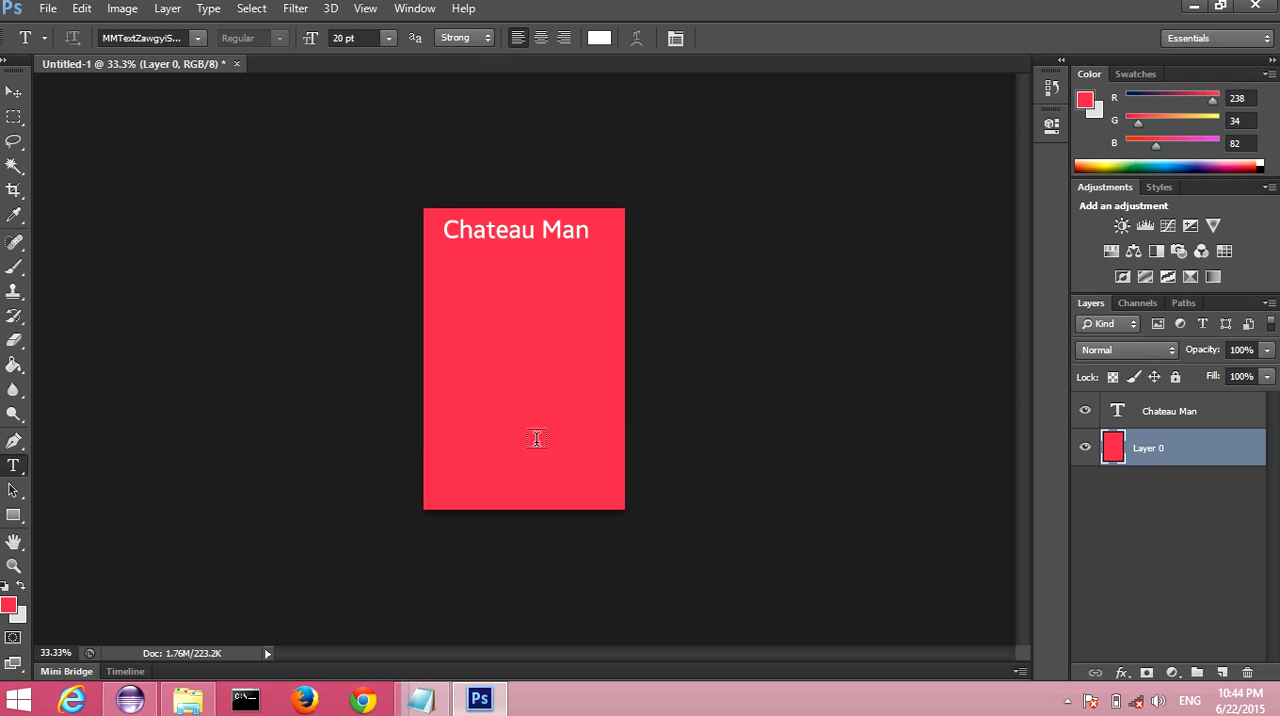 Ps File Edit Image Layer Type Select Filter 3D View Window Help
T MMTextZawgyiS... Regular 20 pt aa Strong Essentials
Untitled-1 @ 33.3% (Layer 0, RGB/8) *
Color Swatches
R 238
G 34
B 82
Adjustments Styles
Add an adjustment
Chateau Man
Layers Channels Paths
Kind
Normal Opacity: 100%
Lock: Fill: 100%
Chateau Man
Layer 0
33.33% Doc: 1.76M/223.2K
Mini Bridge Timeline
Ps ENG 10:44 PM
6/22/2015